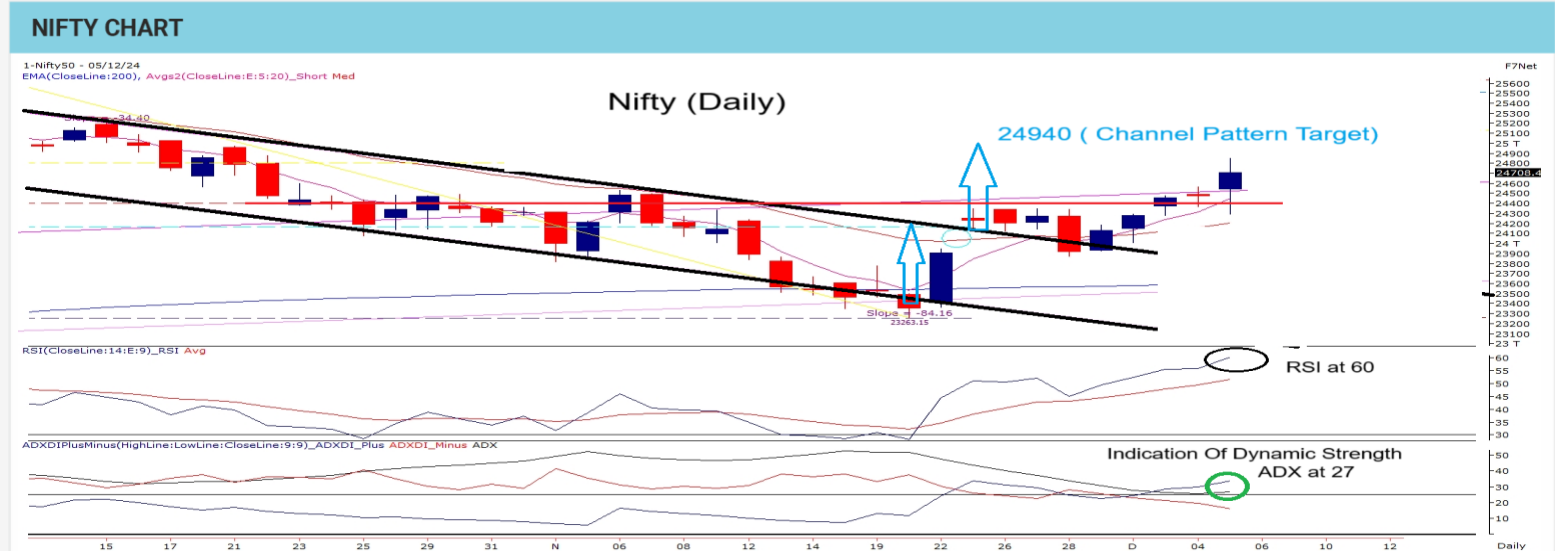 NIFTY CHART
1-Nifty50 - 05/12/24
F7Net
EMA(CloseLine:200), Avgs2(CloseLine:E:5:20)_Short Med
Nifty (Daily)
24940 ( Channel Pattern Target)
-34.40
Slope = -84.16
23263.15
25600
25500
25400
25300
25200
25100
25 T
24900
24800
24708.4
24600
24500
24400
24300
24200
24100
24 T
23900
23800
23700
23600
23500
23400
23300
23200
23100
23 T
RSI(CloseLine:14:E:9)_RSI Avg
RSI at 60
60
55
50
45
40
35
30
ADXDIPlusMinus(HighLine:LowLine:CloseLine:9:9)_ADXDI_Plus ADXDI_Minus ADX
Indication Of Dynamic Strength
ADX at 27
50
40
30
20
10
15 17 21 23 25 29 31 N 06 08 12 14 19 22 26 28 D 04 06 10 12 Daily